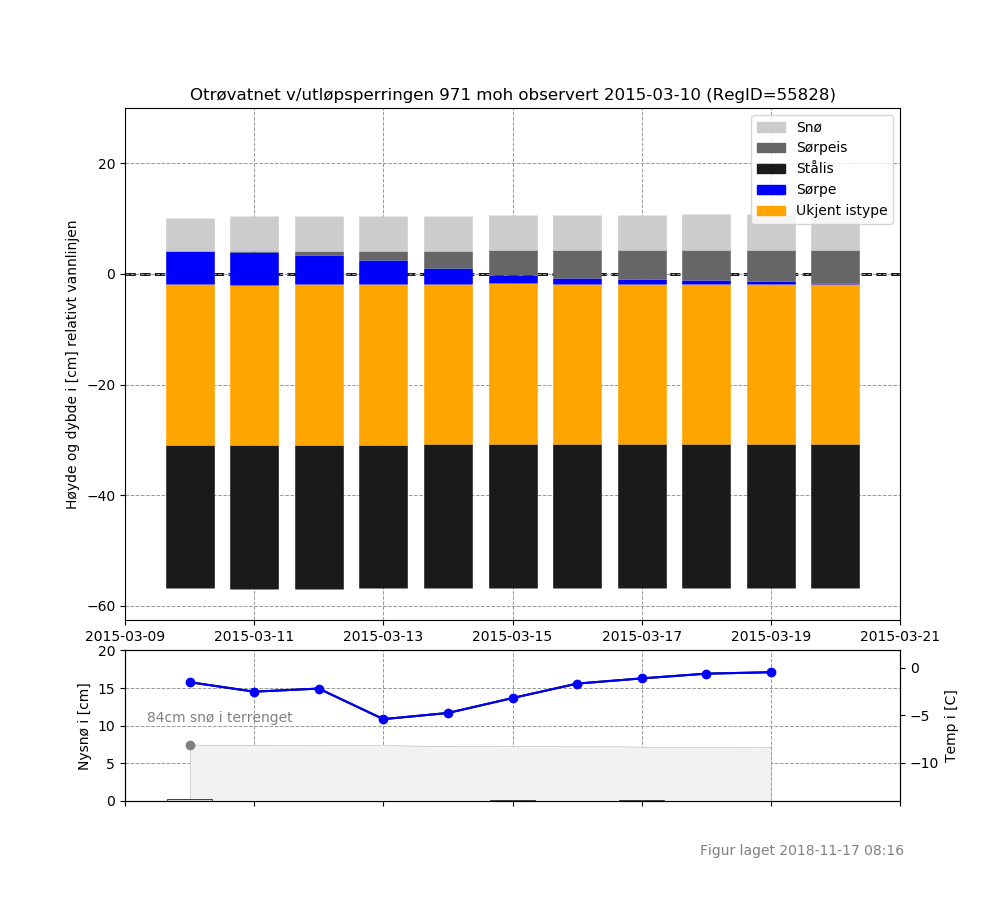 Otrøvatnet v/utløpsperringen 971 moh observert 2015-03-10 (RegID=55828)
Snø
Sørpeis
Stålis
Sørpe
Ukjent istype
Høyde og dybde i [cm] relativt vannlinjen
20
0
−20
−40
−60
2015-03-09 2015-03-11 2015-03-13 2015-03-15 2015-03-17 2015-03-19 2015-03-21
Nysnø i [cm]
20
15
10
5
0
84cm snø i terrenget
0
−5
−10
Temp i [C]
Figur laget 2018-11-17 08:16